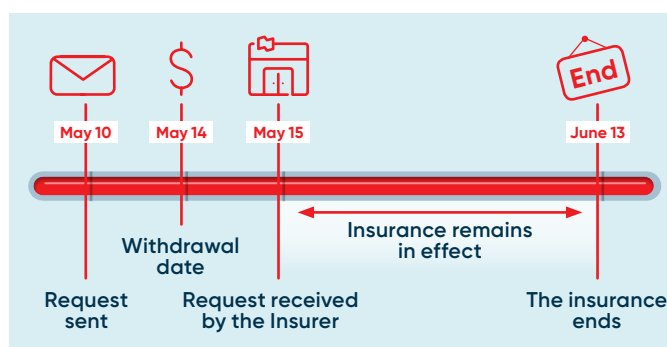 End
May 10
May 14
May 15
June 13
Insurance remains
in effect
Withdrawal
date
Request
sent
Request received
by the Insurer
The insurance
ends